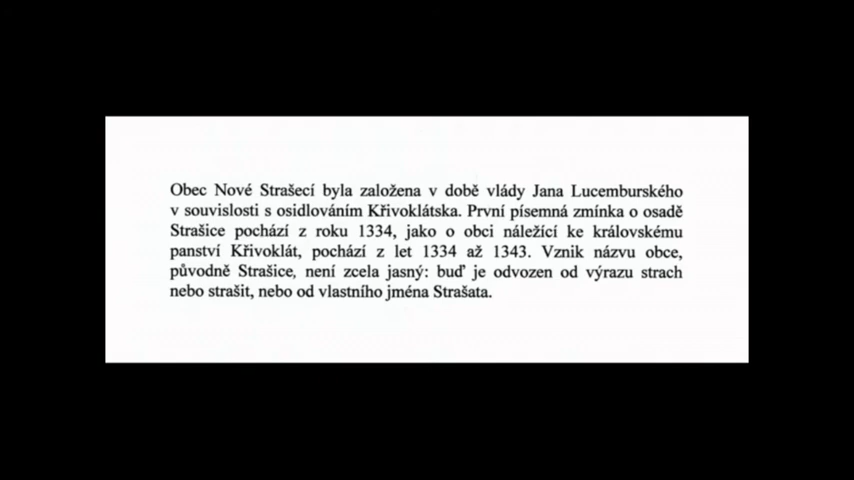 Obec Nové Strašecí byla založena v době vlády Jana Lucemburského
v souvislosti s osidlováním Křivoklátska. První písemná zmínka o osadě
Strašice pochází z roku 1334, jako o obci náležící ke královskému
panství Křivoklát, pochází z let 1334 až 1343. Vznik názvu obce,
původně Strašice, není zcela jasný: buď je odvozen od výrazu strach
nebo strašit, nebo od vlastního jména Strašata.